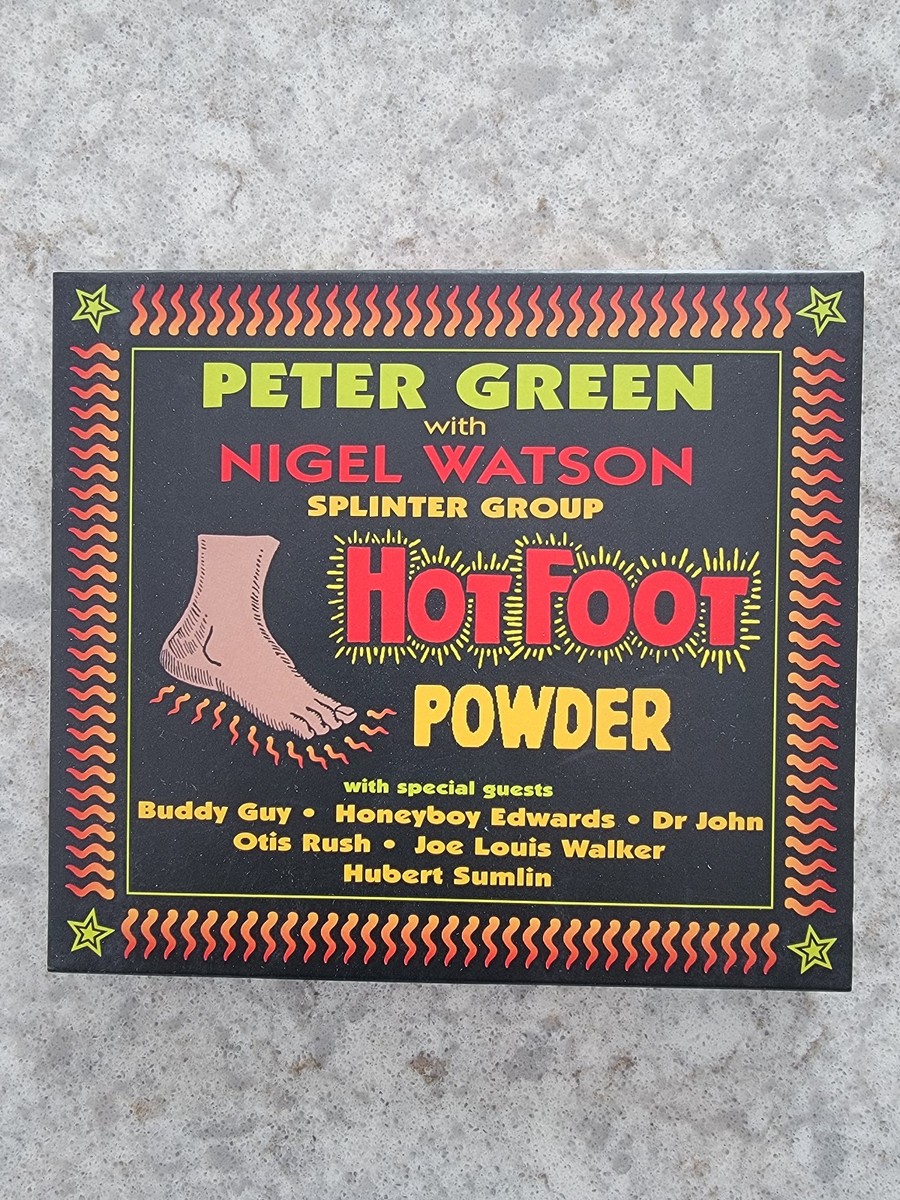 PETER GREEN
with
NIGEL WATSON
SPLINTER GROUP
HOT FOOT
POWDER
with special guests
Buddy Guy • Honeyboy Edwards • Dr John
Otis Rush • Joe Louis Walker
Hubert Sumlin